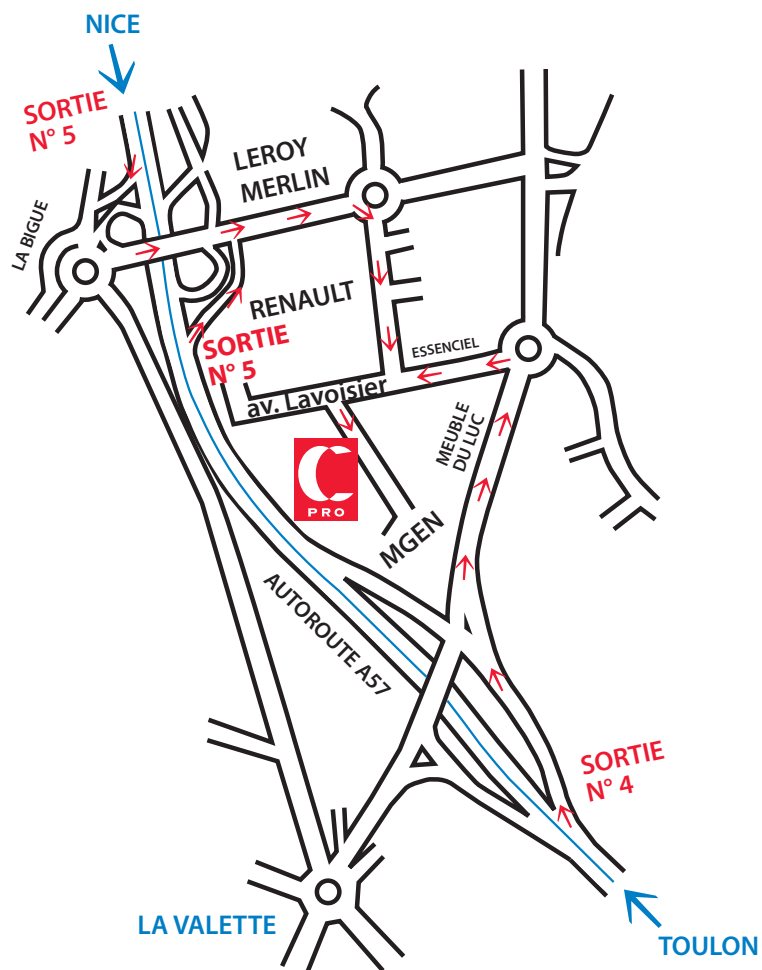 NICE
SORTIE
N° 5
LEROY
MERLIN
LA BIGUE
RENAULT
SORTIE
N° 5
ESSENCIEL
av. Lavoisier
MEUBLE
DU LUC
C
PRO
MGEN
AUTOROUTE A57
SORTIE
N° 4
LA VALETTE
TOULON